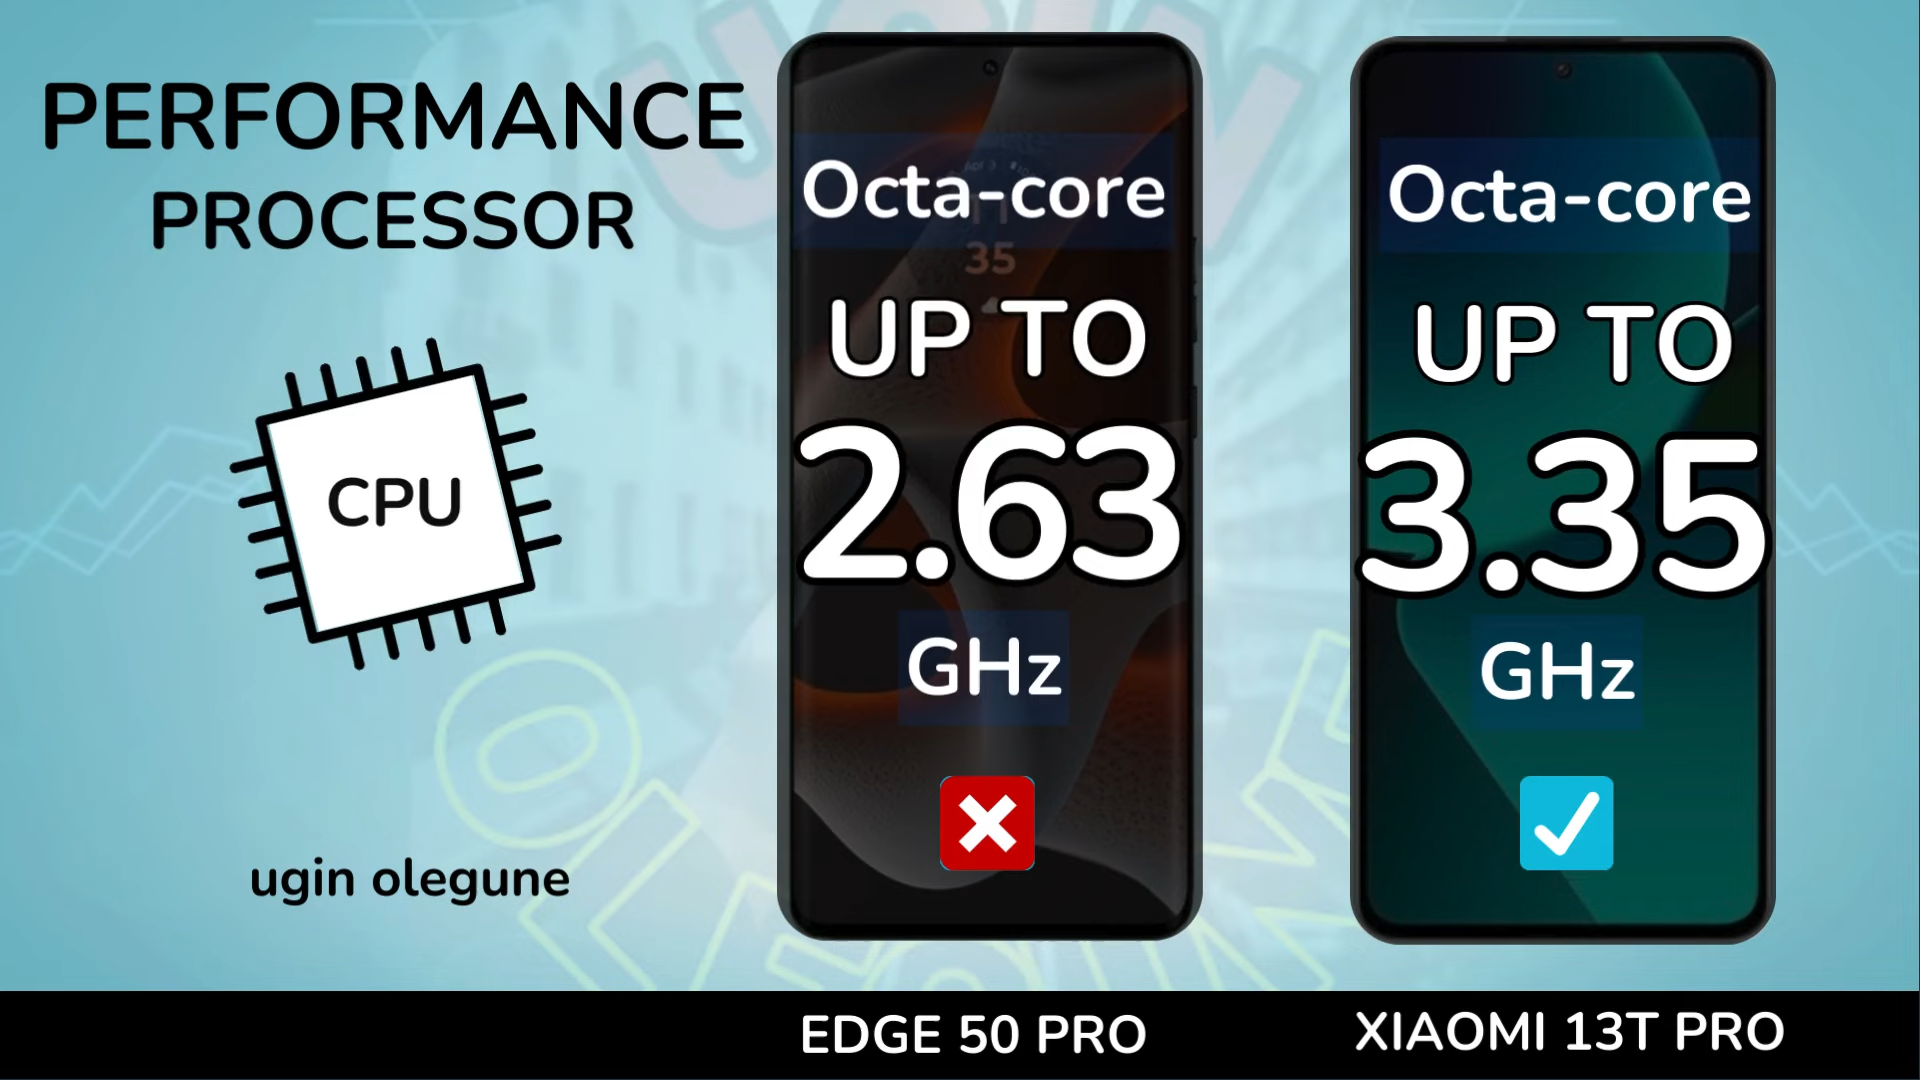 PERFORMANCE
PROCESSOR
CPU
ugin olegune
Octa-core
35
UP TO
2.63
GHz
EDGE 50 PRO
Octa-core
UP TO
3.35
GHz
XIAOMI 13T PRO